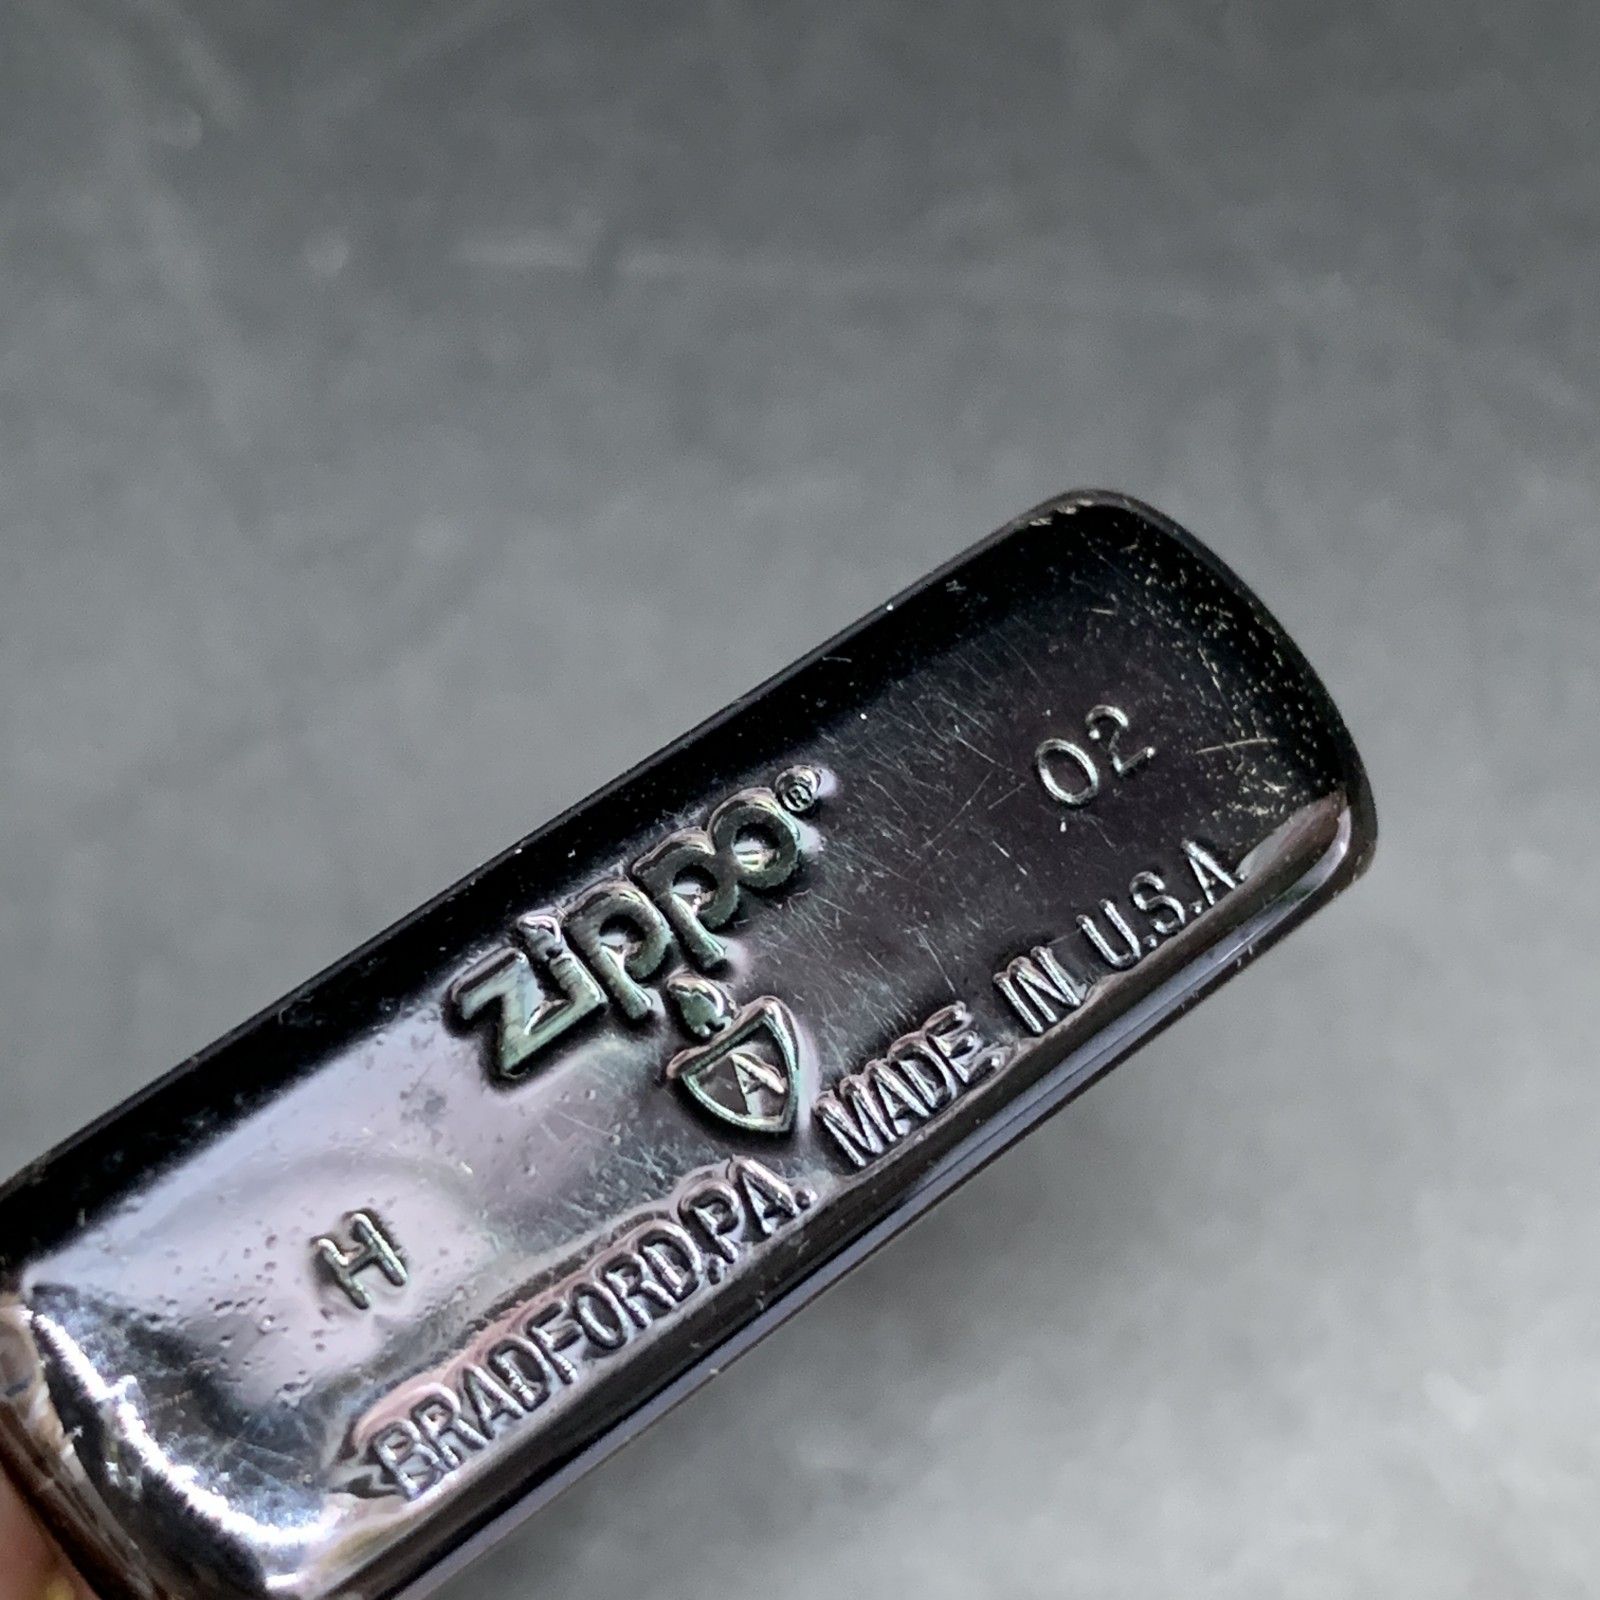 H zippo® 02
A
BRADFORD,PA. MADE IN U.S.A.